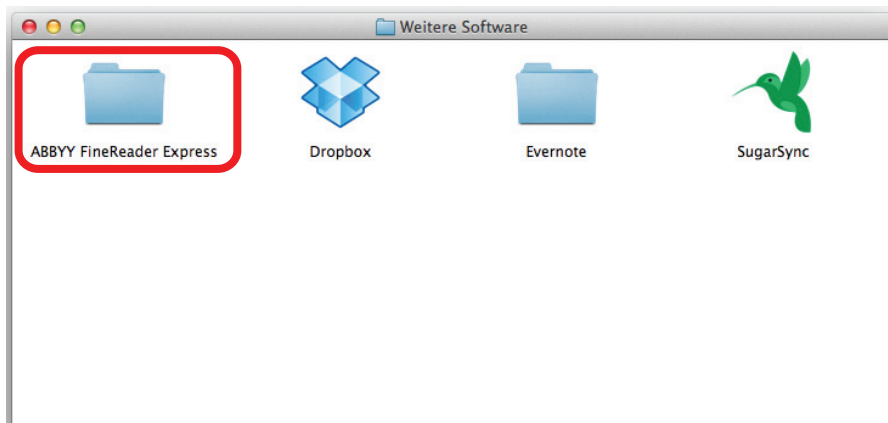 Weitere Software
ABBYY FineReader Express
Dropbox
Evernote
SugarSync